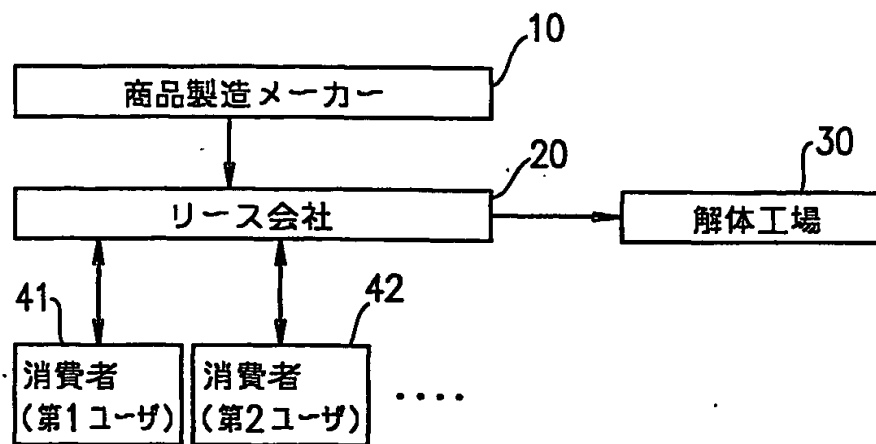 10
商品製造メーカー
20
リース会社
30
解体工場
41
消費者
(第1ユーザ)
42
消費者
(第2ユーザ)
....